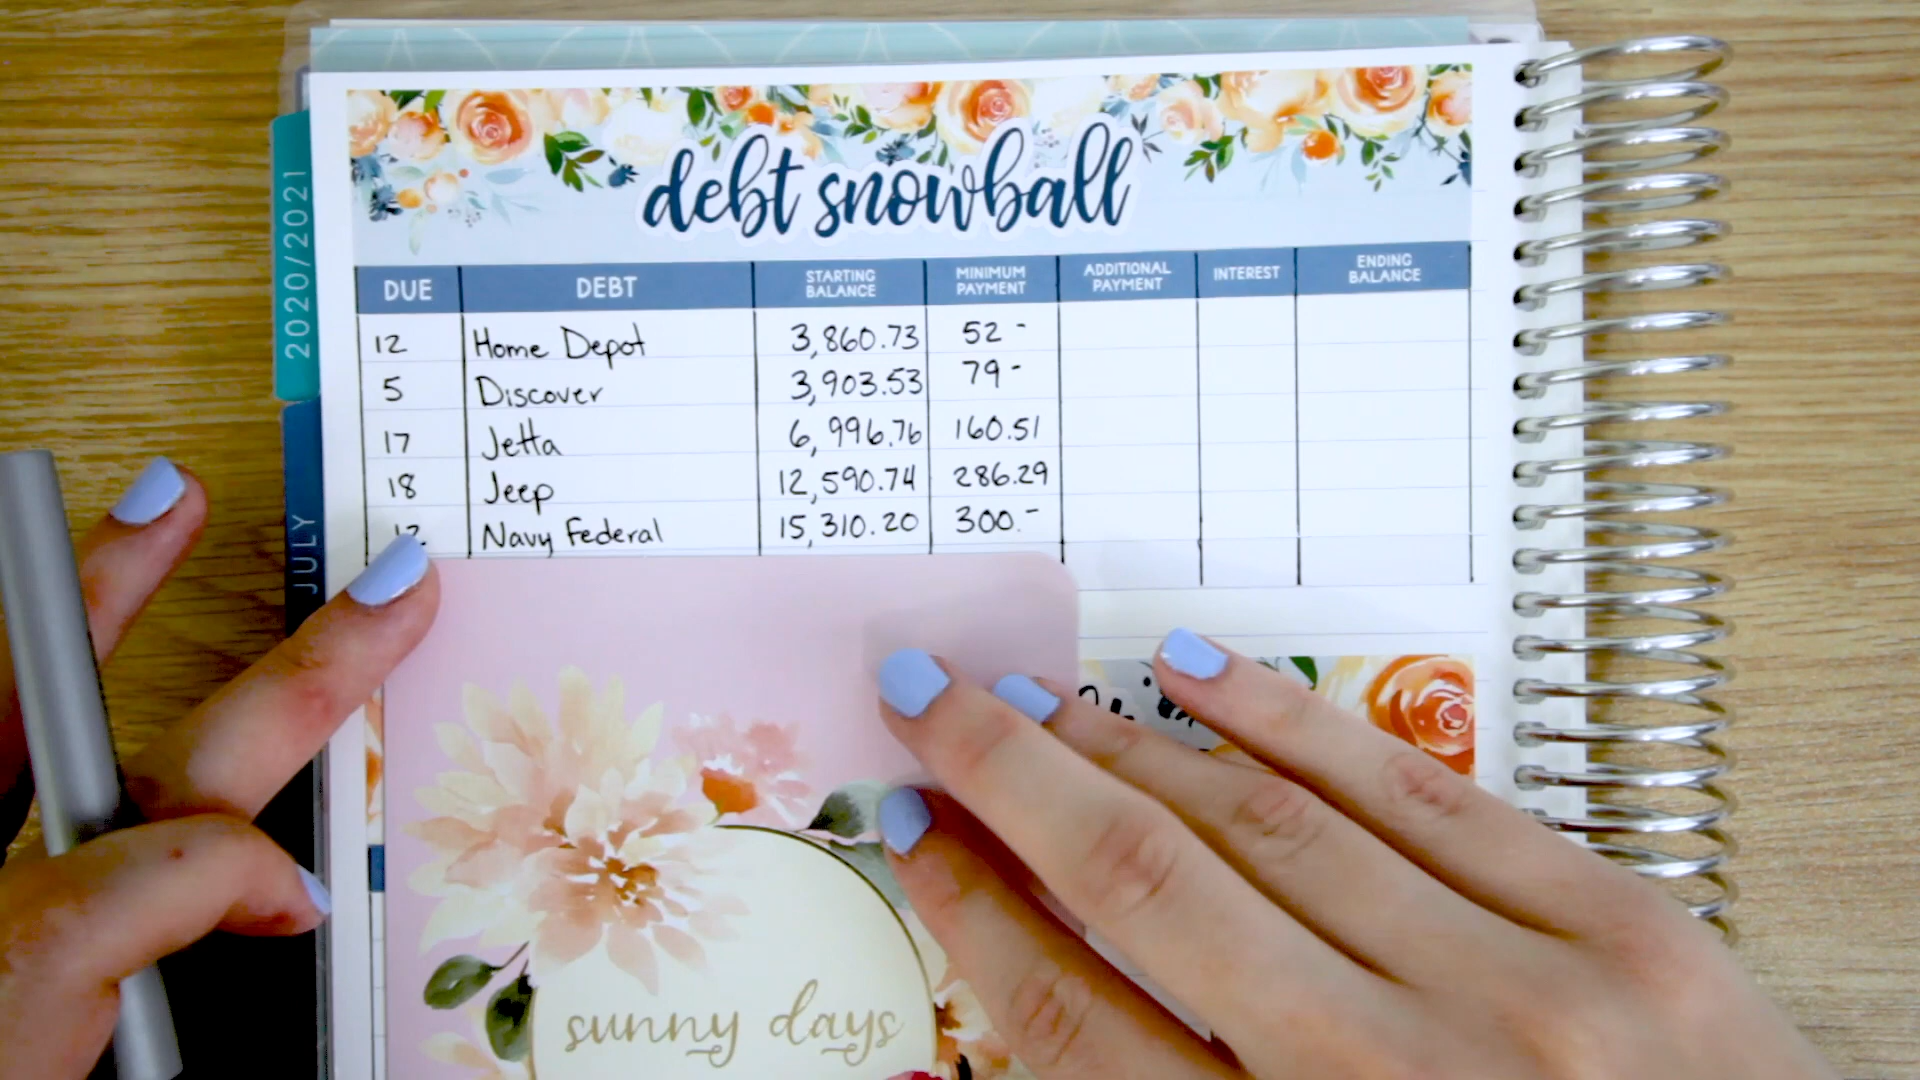 2020/2021
JULY
debt snowball
DUE DEBT STARTING BALANCE MINIMUM PAYMENT ADDITIONAL PAYMENT INTEREST ENDING BALANCE
12 Home Depot 3,860.73 52 -
5 Discover 3,903.53 79 -
17 Jetta 6,996.76 160.51
18 Jeep 12,590.74 286.29
Navy Federal 15,310.20 300.-
sunny days